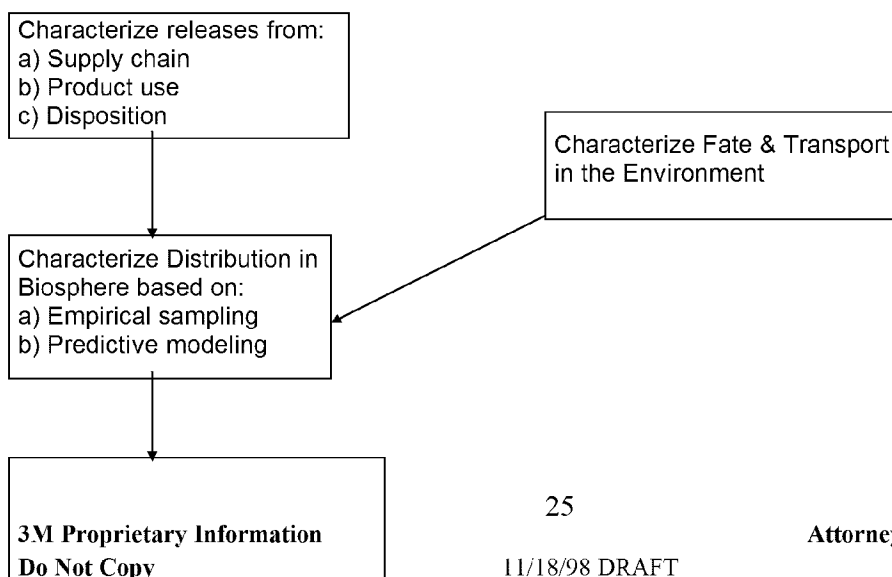 Characterize releases from:
a) Supply chain
b) Product use
c) Disposition
Characterize Fate & Transport
in the Environment
Characterize Distribution in
Biosphere based on:
a) Empirical sampling
b) Predictive modeling
25
3M Proprietary Information
Attorney
Do Not Copy
11/18/98 DRAFT